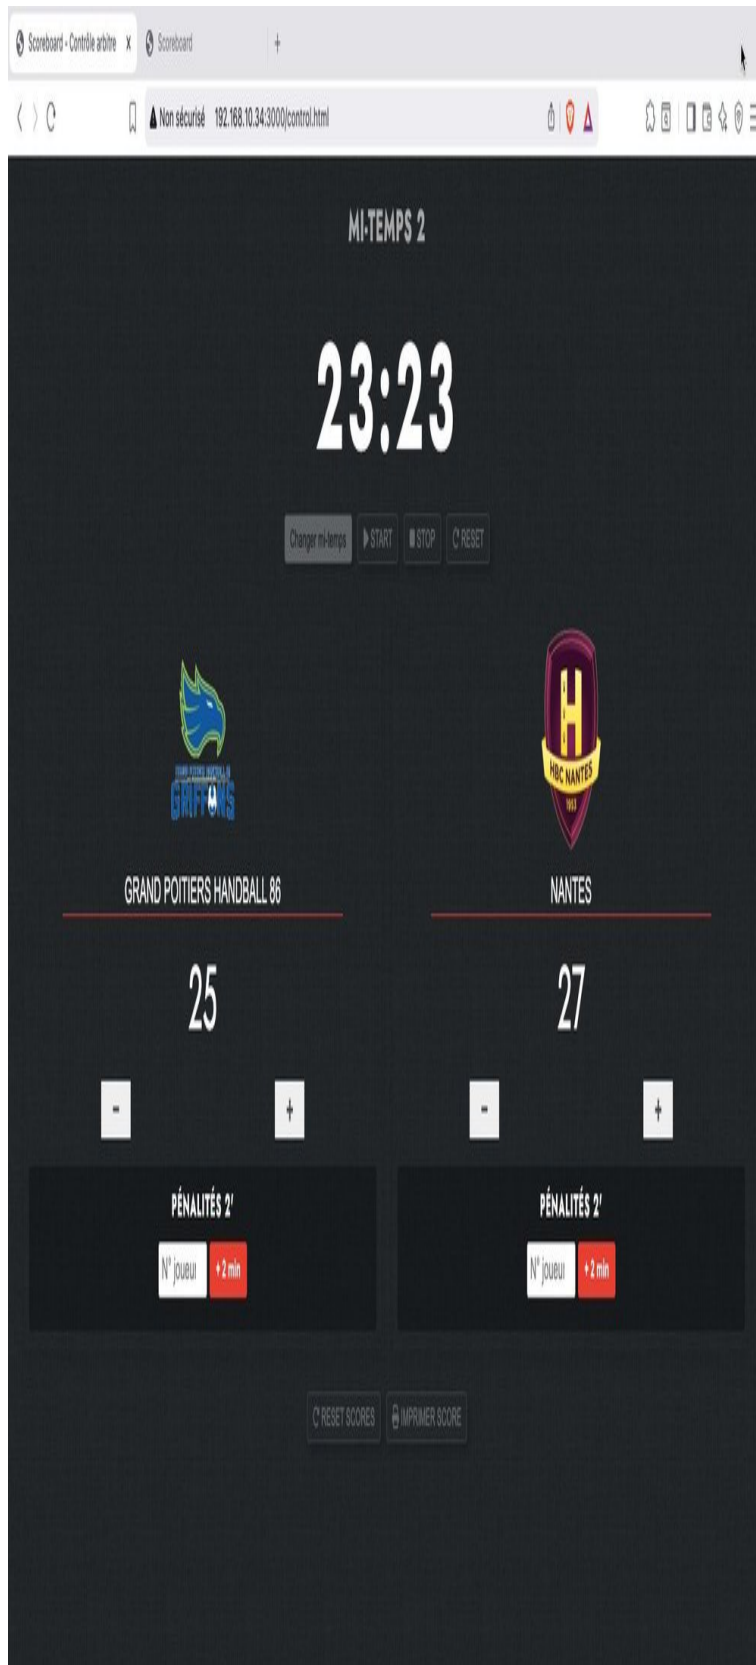 Scoreboard - Contrôle arbitre
Scoreboard
Non sécurisé 192.168.10.34:3000/control.html
MI-TEMPS 2
23:23
Changer mi-temps START STOP RESET
GRIFFONS
HBC NANTES
1953
GRAND POITIERS HANDBALL 86
NANTES
25
27
- +
- +
PÉNALITÉS 2'
N° joueur +2 min
PÉNALITÉS 2'
N° joueur +2 min
RESET SCORES IMPRIMER SCORE